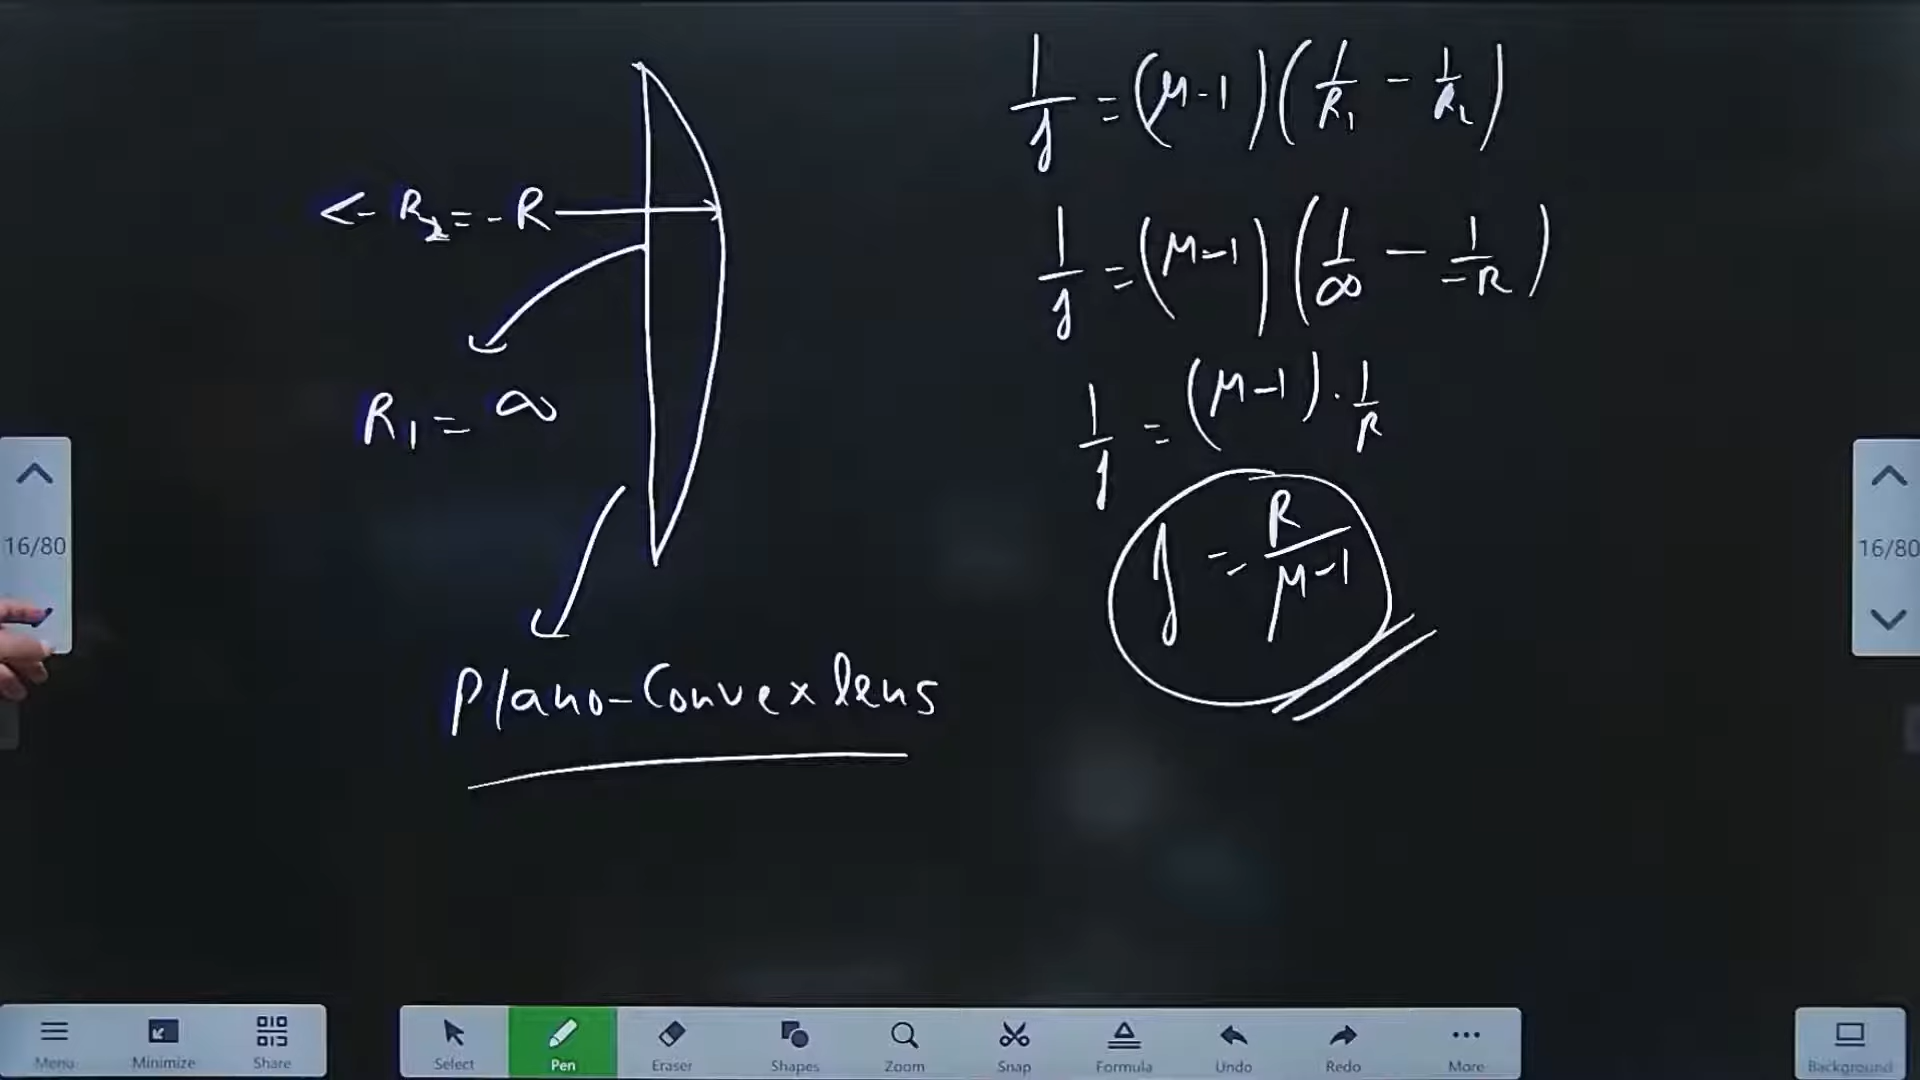 1/f = (μ-1)(1/R₁ - 1/R₂)
<- R₂ = -R
1/f = (μ-1)(1/∞ - 1/-R)
R₁ = ∞
1/f = (μ-1) · 1/R
f = R/μ-1
Plano-Convex lens
16/80
16/80
Menu
Minimize
Share
Select
Pen
Eraser
Shapes
Zoom
Snap
Formula
Undo
Redo
More
Background